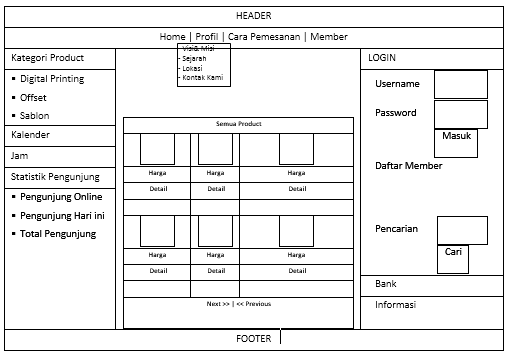 HEADER
Home | Profil | Cara Pemesanan | Member
- Visi& Misi
- Sejarah
- Lokasi
- Kontak Kami
Kategori Product
▪ Digital Printing
▪ Offset
▪ Sablon
Kalender
Jam
Statistik Pengunjung
▪ Pengunjung Online
▪ Pengunjung Hari ini
▪ Total Pengunjung
Semua Product
Harga Harga Harga
Detail Detail Detail
Harga Harga Harga
Detail Detail Detail
Next >> | << Previous
LOGIN
Username
Password
Masuk
Daftar Member
Pencarian
Cari
Bank
Informasi
FOOTER